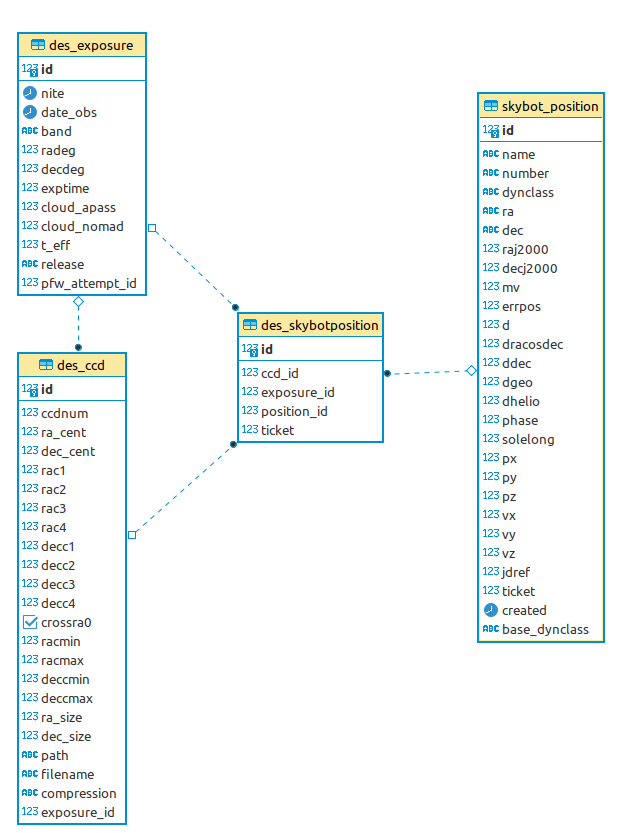 des_exposure
123 id
nite
date_obs
ABC band
123 radeg
123 decdeg
123 exptime
123 cloud_apass
123 cloud_nomad
123 t_eff
ABC release
123 pfw_attempt_id
des_ccd
123 id
123 ccdnum
123 ra_cent
123 dec_cent
123 rac1
123 rac2
123 rac3
123 rac4
123 decc1
123 decc2
123 decc3
123 decc4
crossra0
123 racmin
123 racmax
123 deccmin
123 deccmax
123 ra_size
123 dec_size
ABC path
ABC filename
ABC compression
123 exposure_id
des_skybotposition
123 id
123 ccd_id
123 exposure_id
123 position_id
123 ticket
skybot_position
123 id
ABC name
ABC number
ABC dynclass
ABC ra
ABC dec
123 raj2000
123 decj2000
123 mv
123 errpos
123 d
123 dracosdec
123 ddec
123 dgeo
123 dhelio
123 phase
123 solelong
123 px
123 py
123 pz
123 vx
123 vy
123 vz
123 jdref
123 ticket
created
ABC base_dynclass